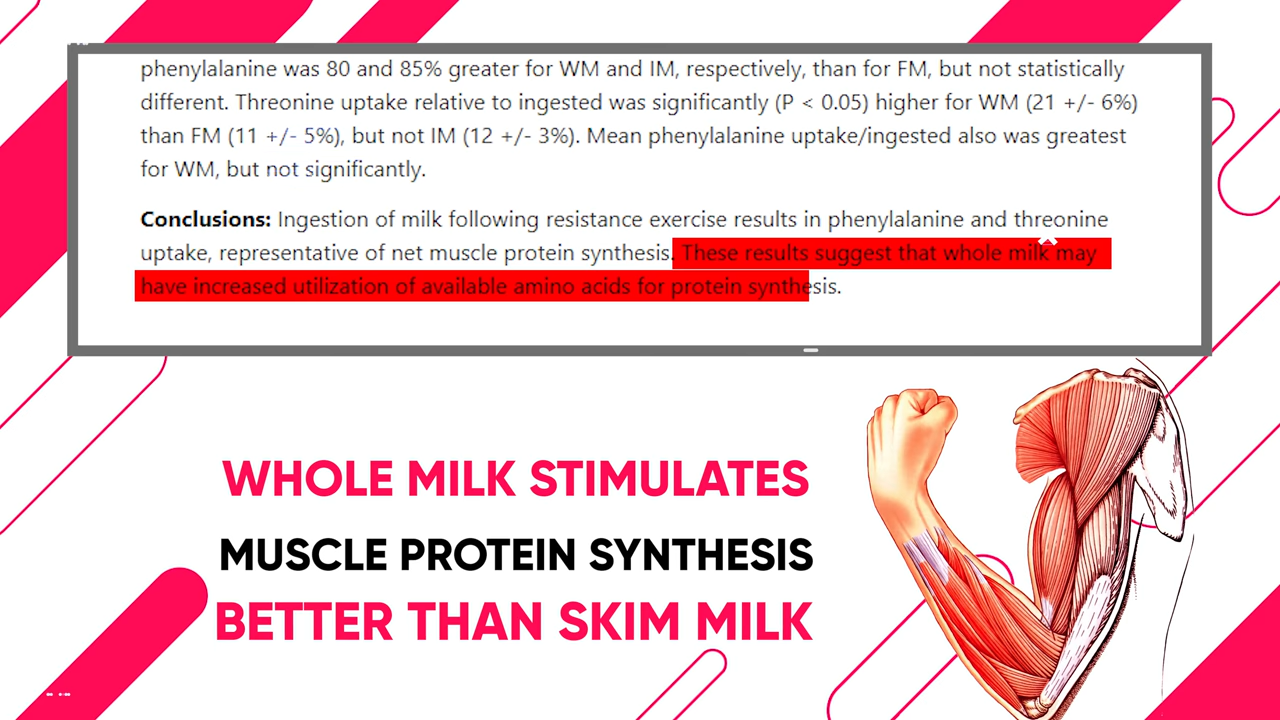 phenylalanine was 80 and 85% greater for WM and IM, respectively, than for FM, but not statistically
different. Threonine uptake relative to ingested was significantly (P < 0.05) higher for WM (21 +/- 6%)
than FM (11 +/- 5%), but not IM (12 +/- 3%). Mean phenylalanine uptake/ingested also was greatest
for WM, but not significantly.
Conclusions: Ingestion of milk following resistance exercise results in phenylalanine and threonine
uptake, representative of net muscle protein synthesis. These results suggest that whole milk may
have increased utilization of available amino acids for protein synthesis.
WHOLE MILK STIMULATES
MUSCLE PROTEIN SYNTHESIS
BETTER THAN SKIM MILK